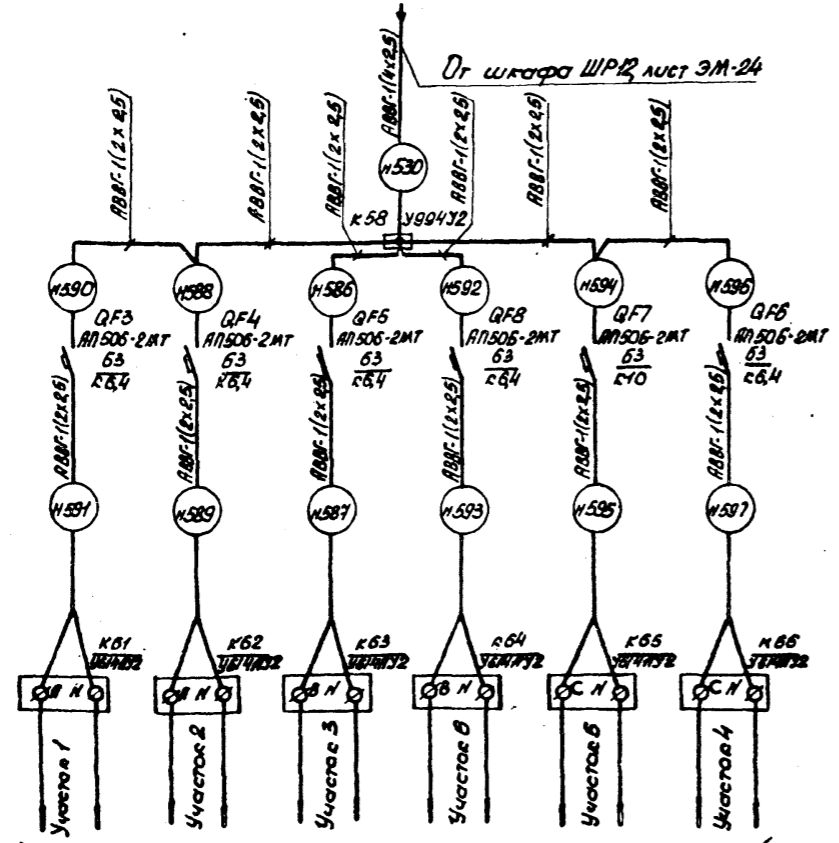 От шкафа ШР12, лист ЭМ-24
АВВГ-1(4х2,5)
АВВГ-1(2х2,5)
АВВГ-1(2х2,5)
АВВГ-1(2х2,5)
АВВГ-1(2х2,5)
АВВГ-1(2х2,5)
АВВГ-1(2х2,5)
Н530
К58 У994У2
Н590 Н588 Н586 Н592 Н594 Н596
QF3 QF4 QF5 QF8 QF7 QF6
АП50Б-2МТ АП50Б-2МТ АП50Б-2МТ АП50Б-2МТ АП50Б-2МТ АП50Б-2МТ
63 63 63 63 63 63
к6,4 к6,4 к6,4 к6,4 к10 к6,4
АВВГ-1(2х2,5) АВВГ-1(2х2,5) АВВГ-1(2х2,5) АВВГ-1(2х2,5) АВВГ-1(2х2,5) АВВГ-1(2х2,5)
Н591 Н589 Н587 Н593 Н595 Н597
К61 К62 К63 К64 К65 К66
А N А N В N В N С N С N
Участок 1 Участок 2 Участок 3 Участок Участок Участок 4